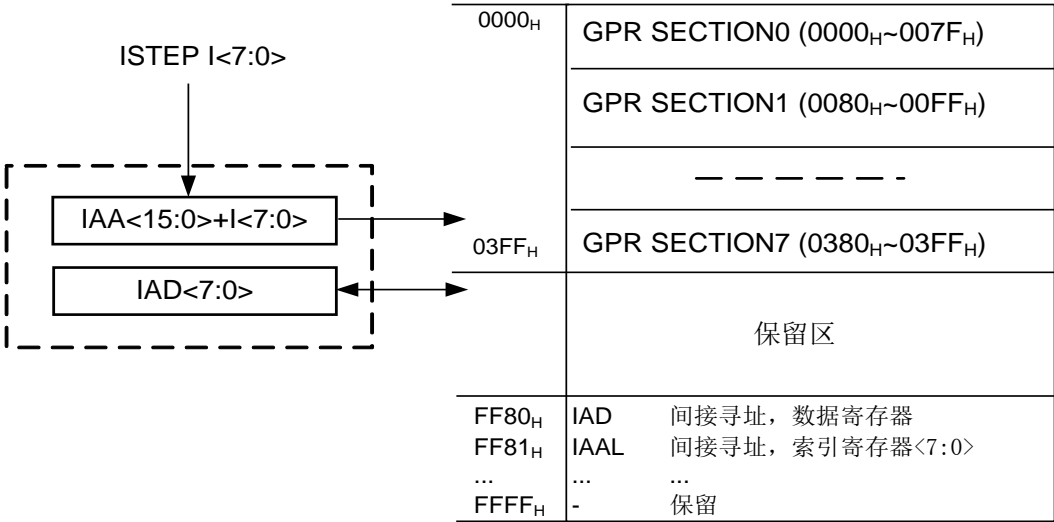 ISTEP I<7:0>
IAA<15:0>+I<7:0>
IAD<7:0>
0000H GPR SECTION0 (0000H~007FH)
GPR SECTION1 (0080H~00FFH)
03FFH GPR SECTION7 (0380H~03FFH)
保留区
FF80H IAD 间接寻址，数据寄存器
FF81H IAAL 间接寻址，索引寄存器<7:0>
... ... ...
FFFFH - 保留